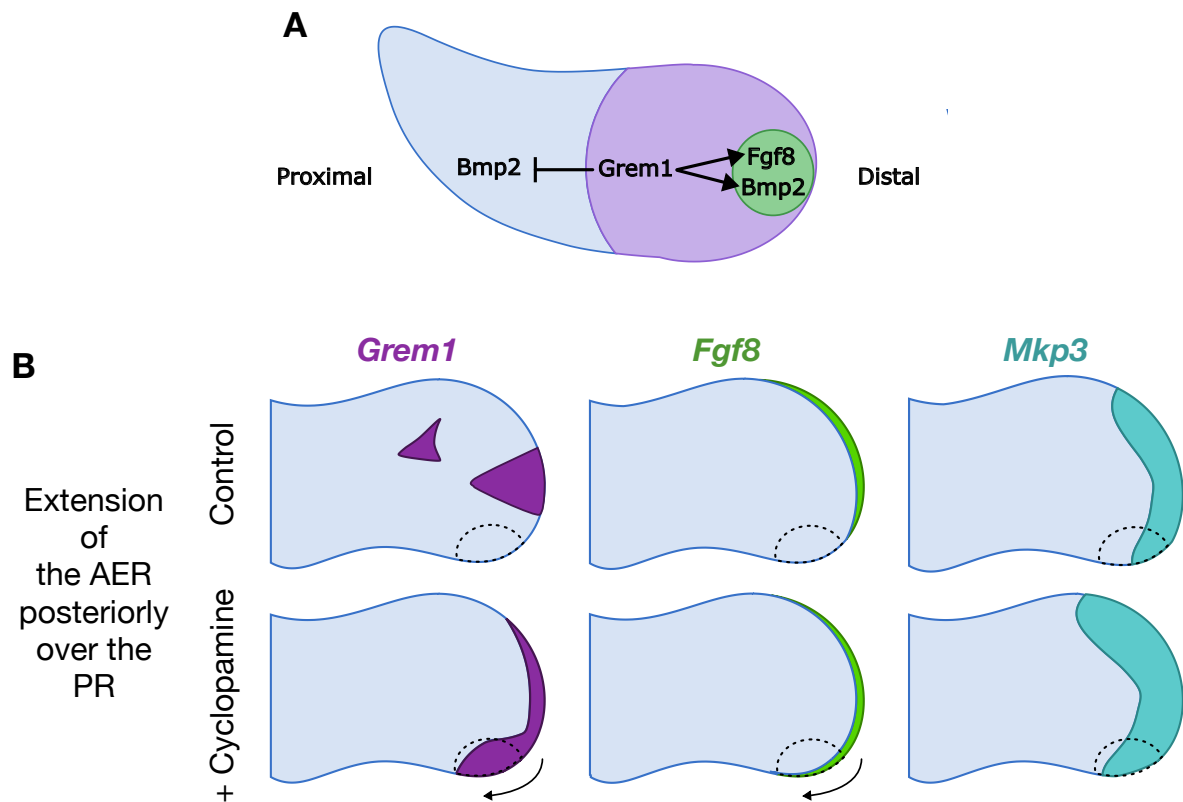 A
Proximal
Bmp2
Grem1
Fgf8
Bmp2
Distal
B
Grem1
Fgf8
Mkp3
Extension
of
the AER
posteriorly
over the
PR
Control
+ Cyclopamine